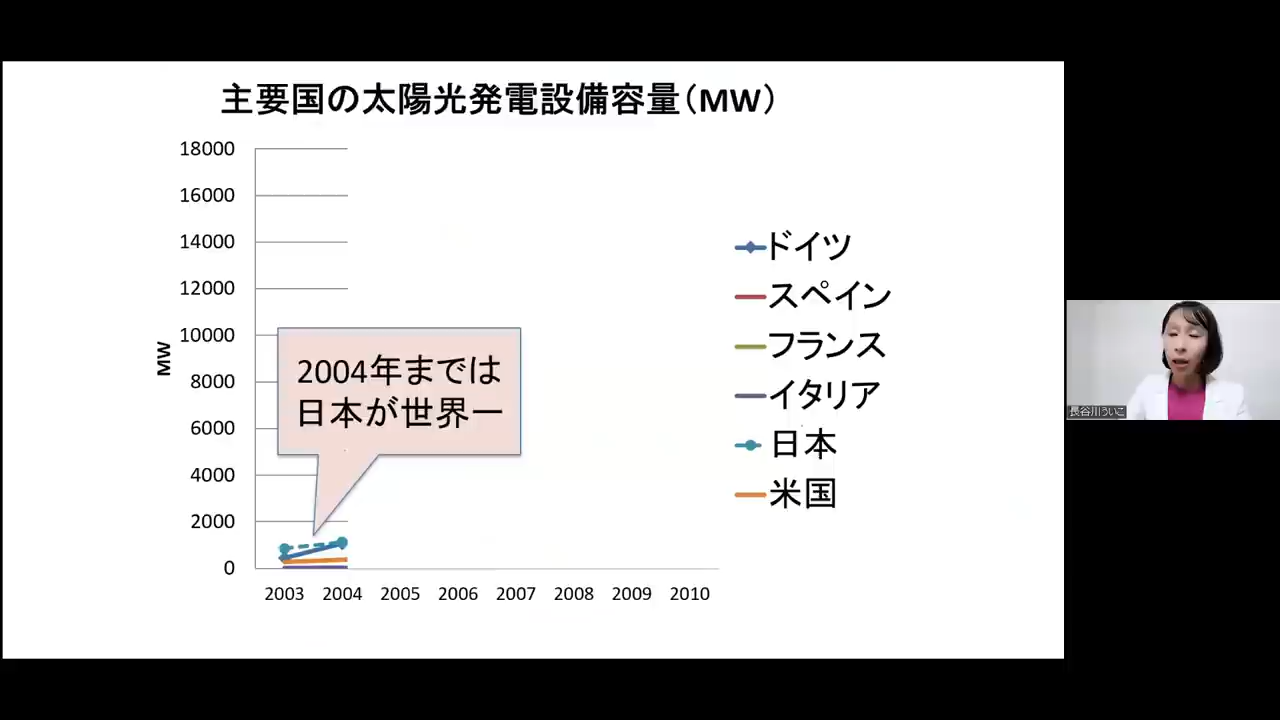 主要国の太陽光発電設備容量（MW）
18000
16000
14000
12000
10000
8000
6000
4000
2000
0
MW
2004年までは
日本が世界一
2003 2004 2005 2006 2007 2008 2009 2010
ドイツ
スペイン
フランス
イタリア
日本
米国
長谷川ういこ